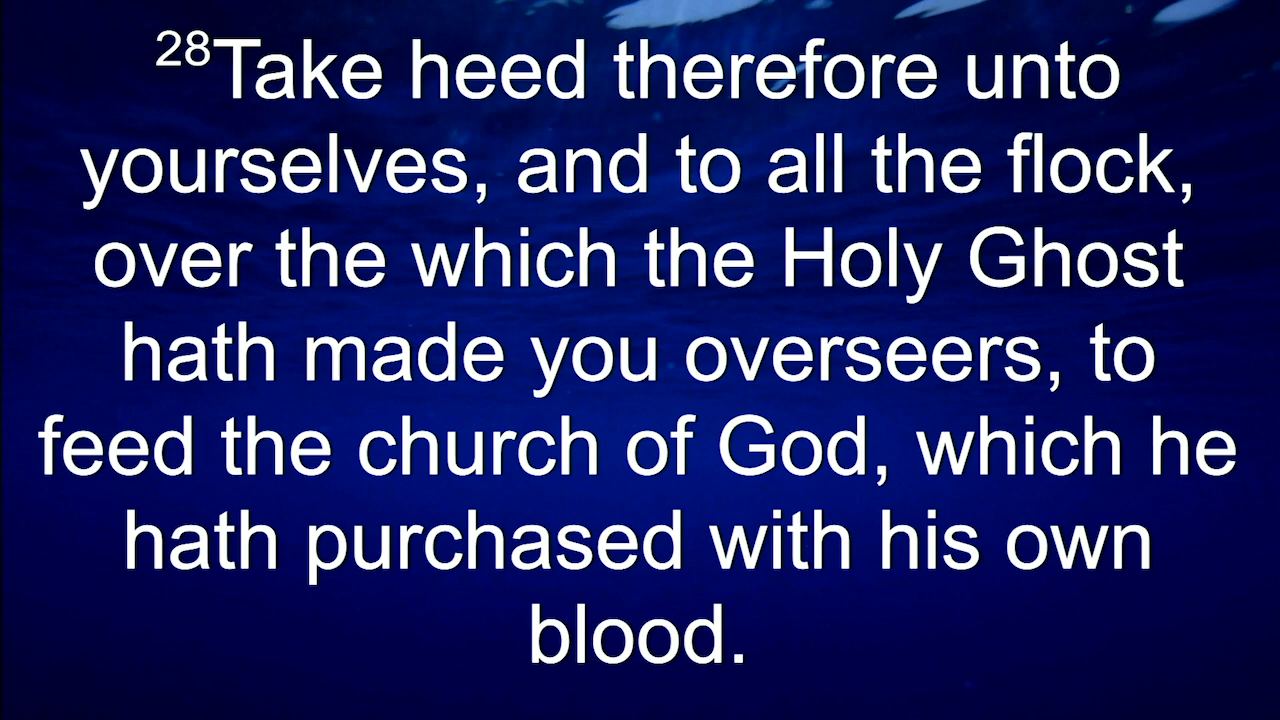 28Take heed therefore unto
yourselves, and to all the flock,
over the which the Holy Ghost
hath made you overseers, to
feed the church of God, which he
hath purchased with his own
blood.